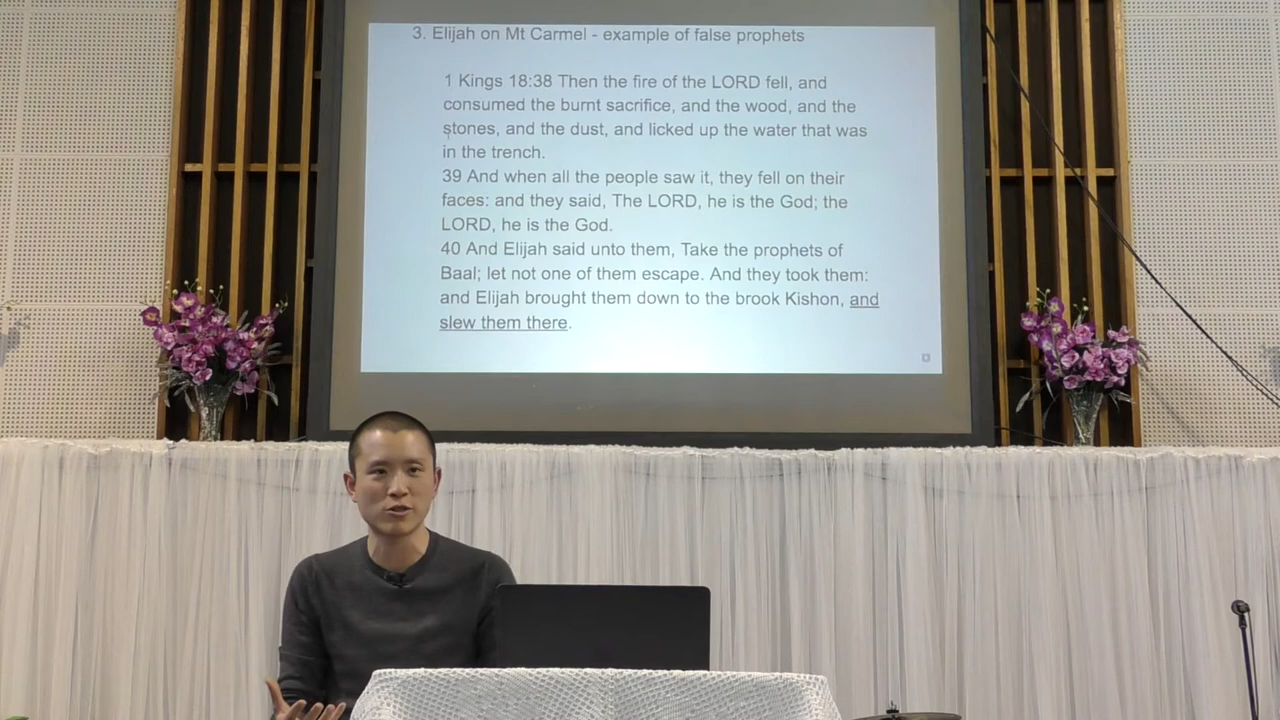 3. Elijah on Mt Carmel - example of false prophets
1 Kings 18:38 Then the fire of the LORD fell, and
consumed the burnt sacrifice, and the wood, and the
stones, and the dust, and licked up the water that was
in the trench.
39 And when all the people saw it, they fell on their
faces: and they said, The LORD, he is the God; the
LORD, he is the God.
40 And Elijah said unto them, Take the prophets of
Baal; let not one of them escape. And they took them:
and Elijah brought them down to the brook Kishon, and
slew them there.